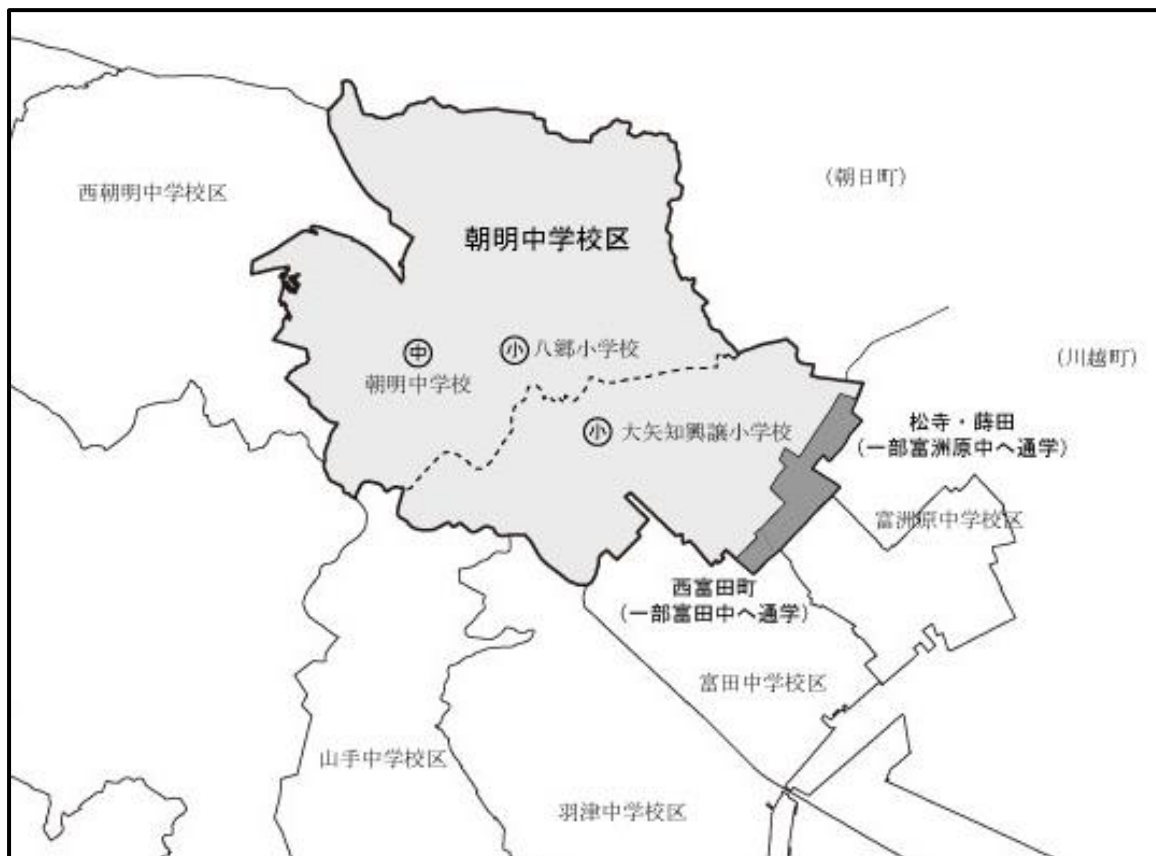 (朝日町)
西朝明中学校区
朝明中学校区
中
小
八郷小学校
(川越町)
朝明中学校
松寺・蒔田
(一部富洲原中へ通学)
小
大矢知興譲小学校
富洲原中学校区
西富田町
(一部富田中へ通学)
富田中学校区
山手中学校区
羽津中学校区